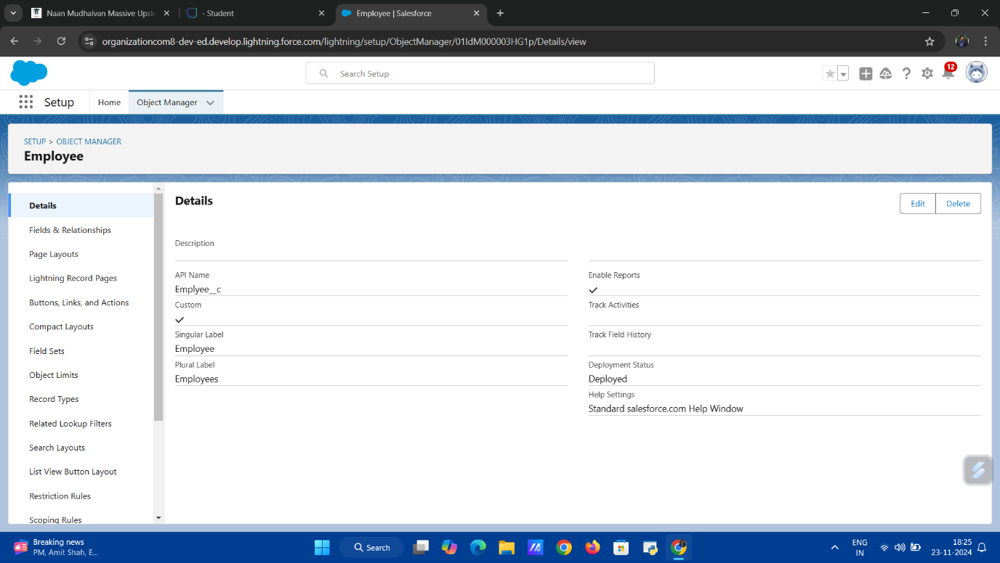 Naan Mudhalvan Massive Upsk
- Student
Employee | Salesforce
organizationcom8-dev-ed.develop.lightning.force.com/lightning/setup/ObjectManager/01IdM000003HG1p/Details/view
Search Setup
12
Setup
Home
Object Manager
SETUP > OBJECT MANAGER
Employee
Details
Fields & Relationships
Page Layouts
Lightning Record Pages
Buttons, Links, and Actions
Compact Layouts
Field Sets
Object Limits
Record Types
Related Lookup Filters
Search Layouts
List View Button Layout
Restriction Rules
Scoping Rules
Details
Edit
Delete
Description
API Name
Emplyee__c
Custom
Singular Label
Employee
Plural Label
Employees
Enable Reports
Track Activities
Track Field History
Deployment Status
Deployed
Help Settings
Standard salesforce.com Help Window
Breaking news
PM, Amit Shah, E...
Search
ENG
IN
18:25
23-11-2024